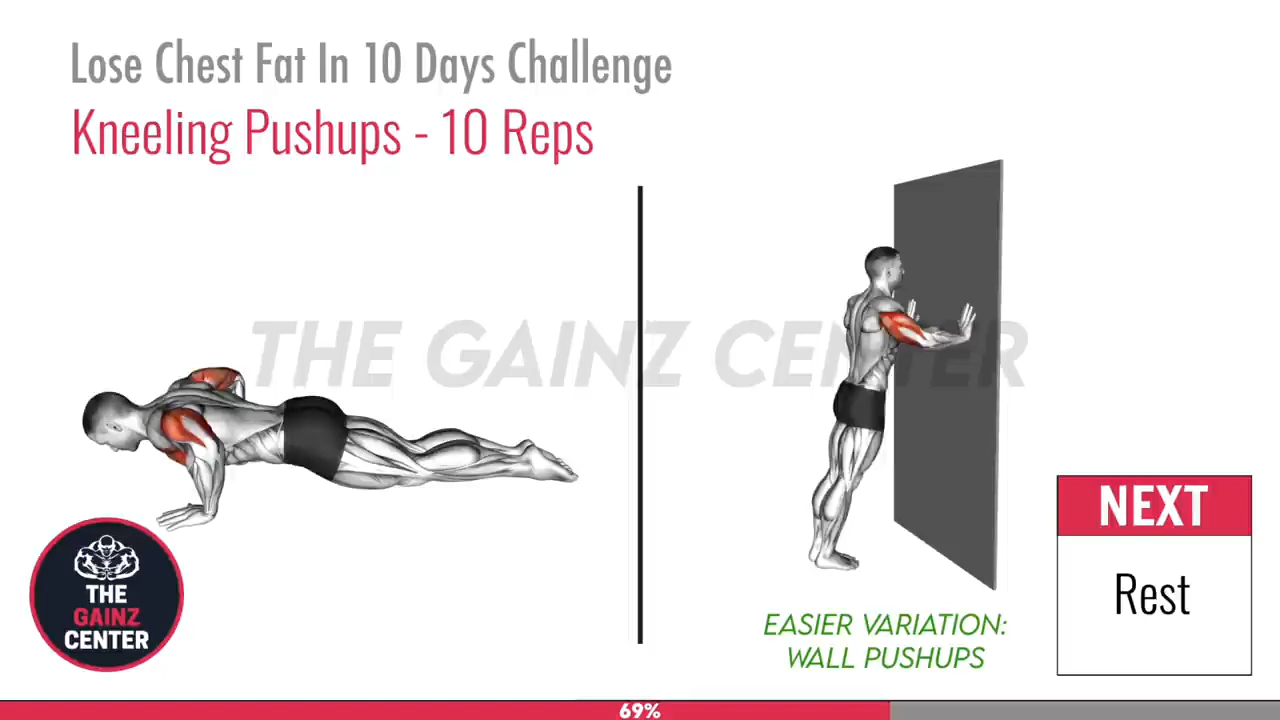 Lose Chest Fat In 10 Days Challenge
Kneeling Pushups - 10 Reps
THE GAINZ CENTER
THE
GAINZ
CENTER
EASIER VARIATION:
WALL PUSHUPS
NEXT
Rest
69%